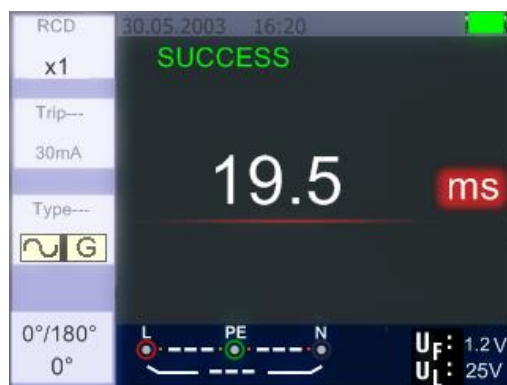 RCD
30.05.2003 16:20
x1
SUCCESS
Trip---
30mA
19.5
ms
Type---
G
0°/180°
0°
L PE N
UF: 1.2V
UL: 25V